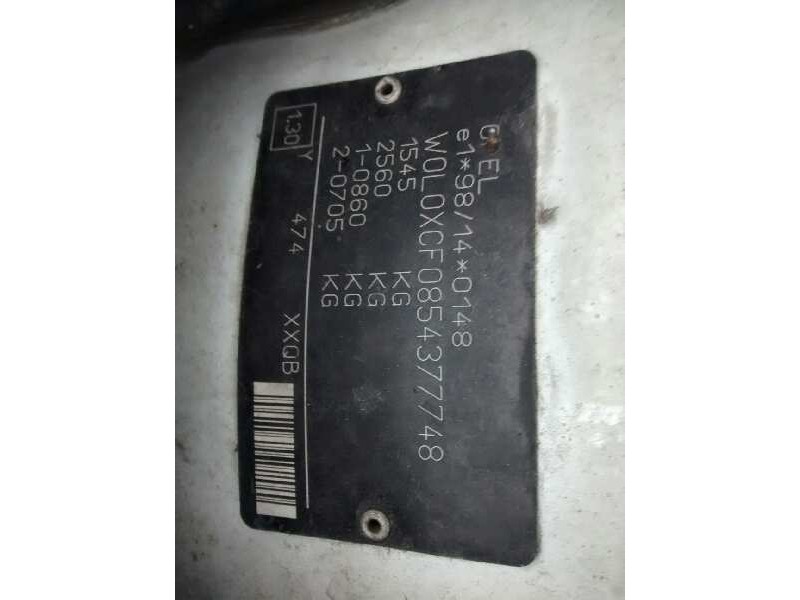 OPEL
e1*98/14*0148
W0L0XCF0854377748
1545 KG
2560 KG
1-0860 KG
2-0705 KG
1.30 Y 474 XXQB